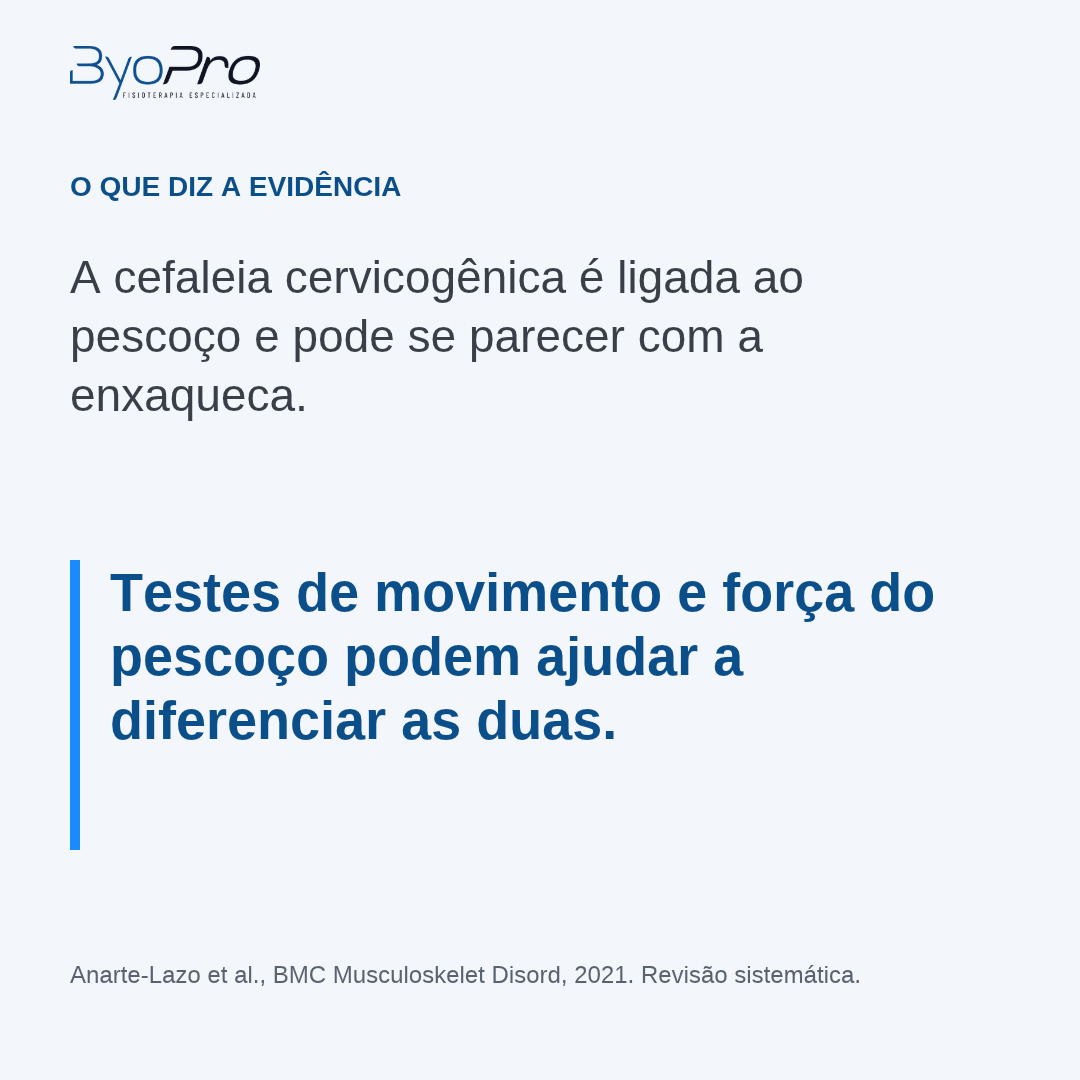 ByoPro
FISIOTERAPIA ESPECIALIZADA
O QUE DIZ A EVIDÊNCIA
A cefaleia cervicogênica é ligada ao
pescoço e pode se parecer com a
enxaqueca.
Testes de movimento e força do
pescoço podem ajudar a
diferenciar as duas.
Anarte-Lazo et al., BMC Musculoskelet Disord, 2021. Revisão sistemática.